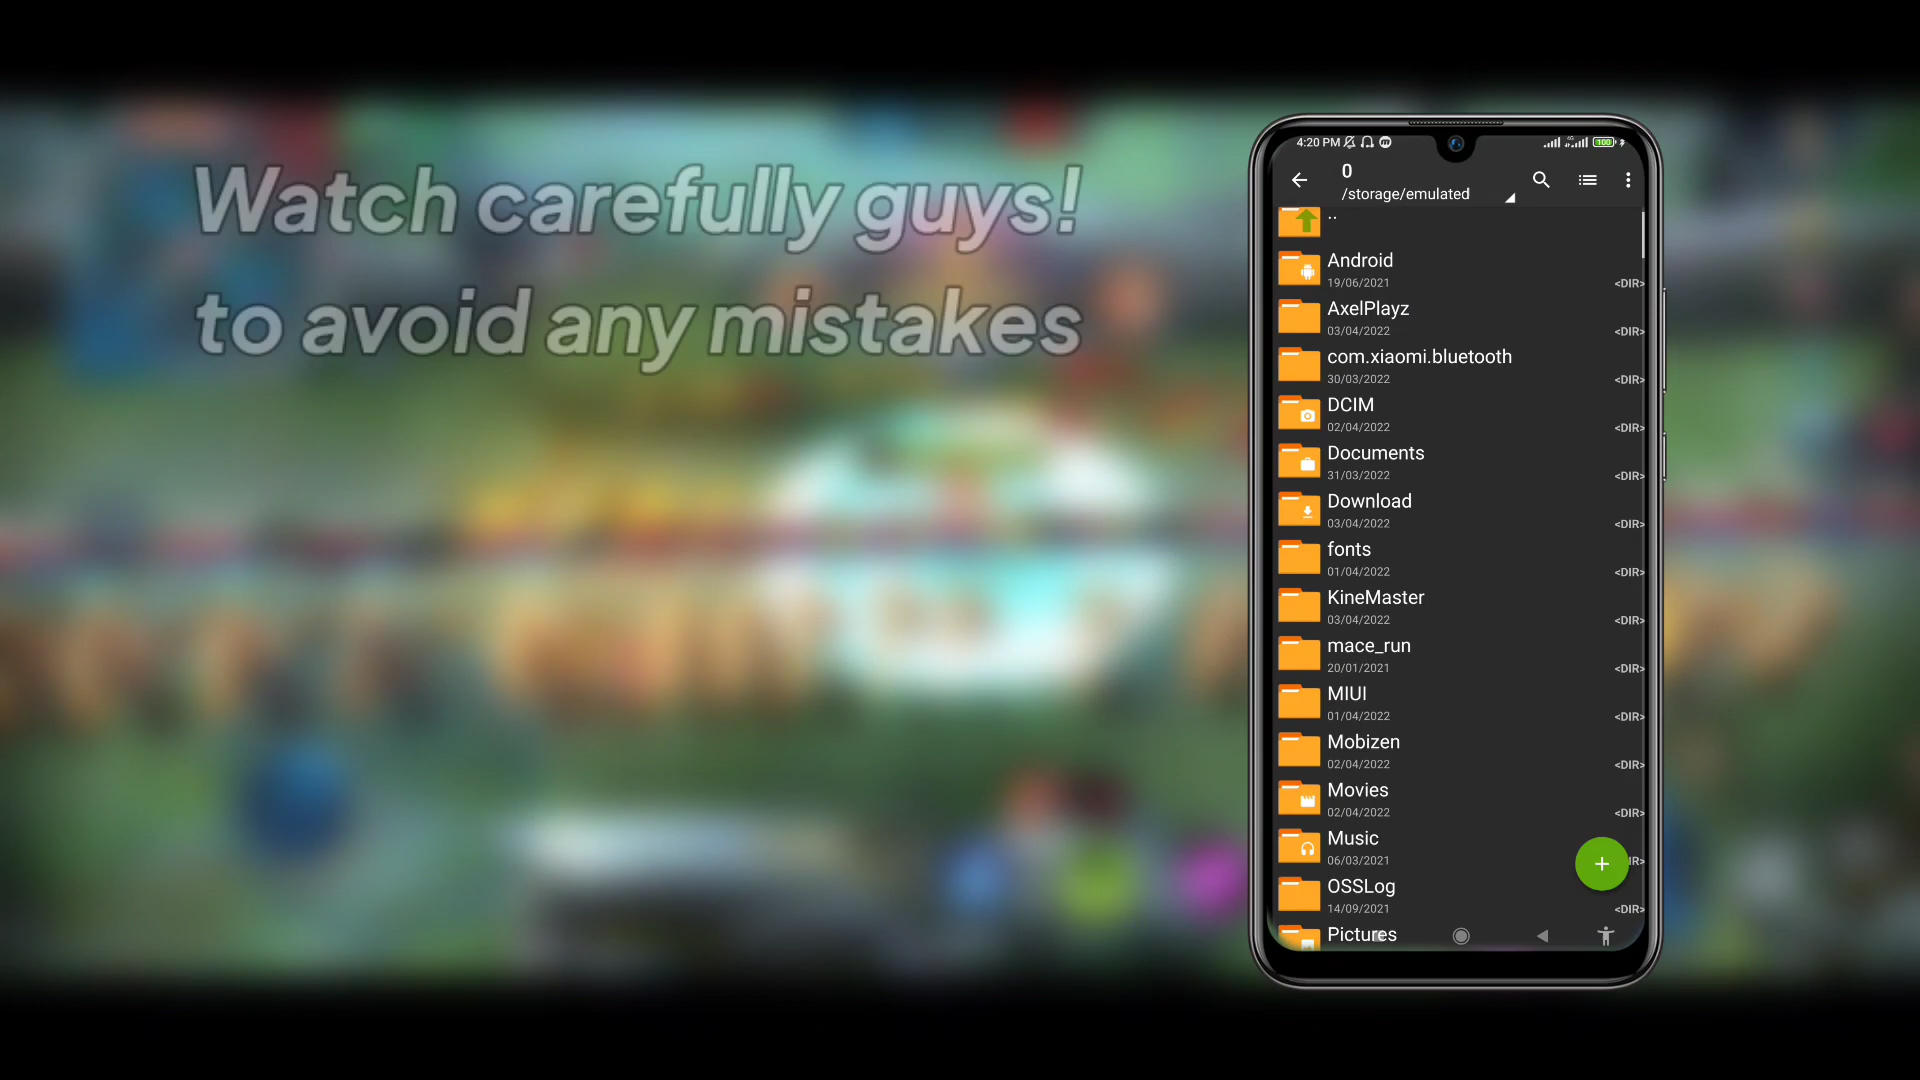 Watch carefully guys!
to avoid any mistakes
4:20 PM
100
0
/storage/emulated
..
Android
19/06/2021 <DIR>
AxelPlayz
03/04/2022 <DIR>
com.xiaomi.bluetooth
30/03/2022 <DIR>
DCIM
02/04/2022 <DIR>
Documents
31/03/2022 <DIR>
Download
03/04/2022 <DIR>
fonts
01/04/2022 <DIR>
KineMaster
03/04/2022 <DIR>
mace_run
20/01/2021 <DIR>
MIUI
01/04/2022 <DIR>
Mobizen
02/04/2022 <DIR>
Movies
02/04/2022 <DIR>
Music
06/03/2021 IR>
OSSLog
14/09/2021 <DIR>
Pictures